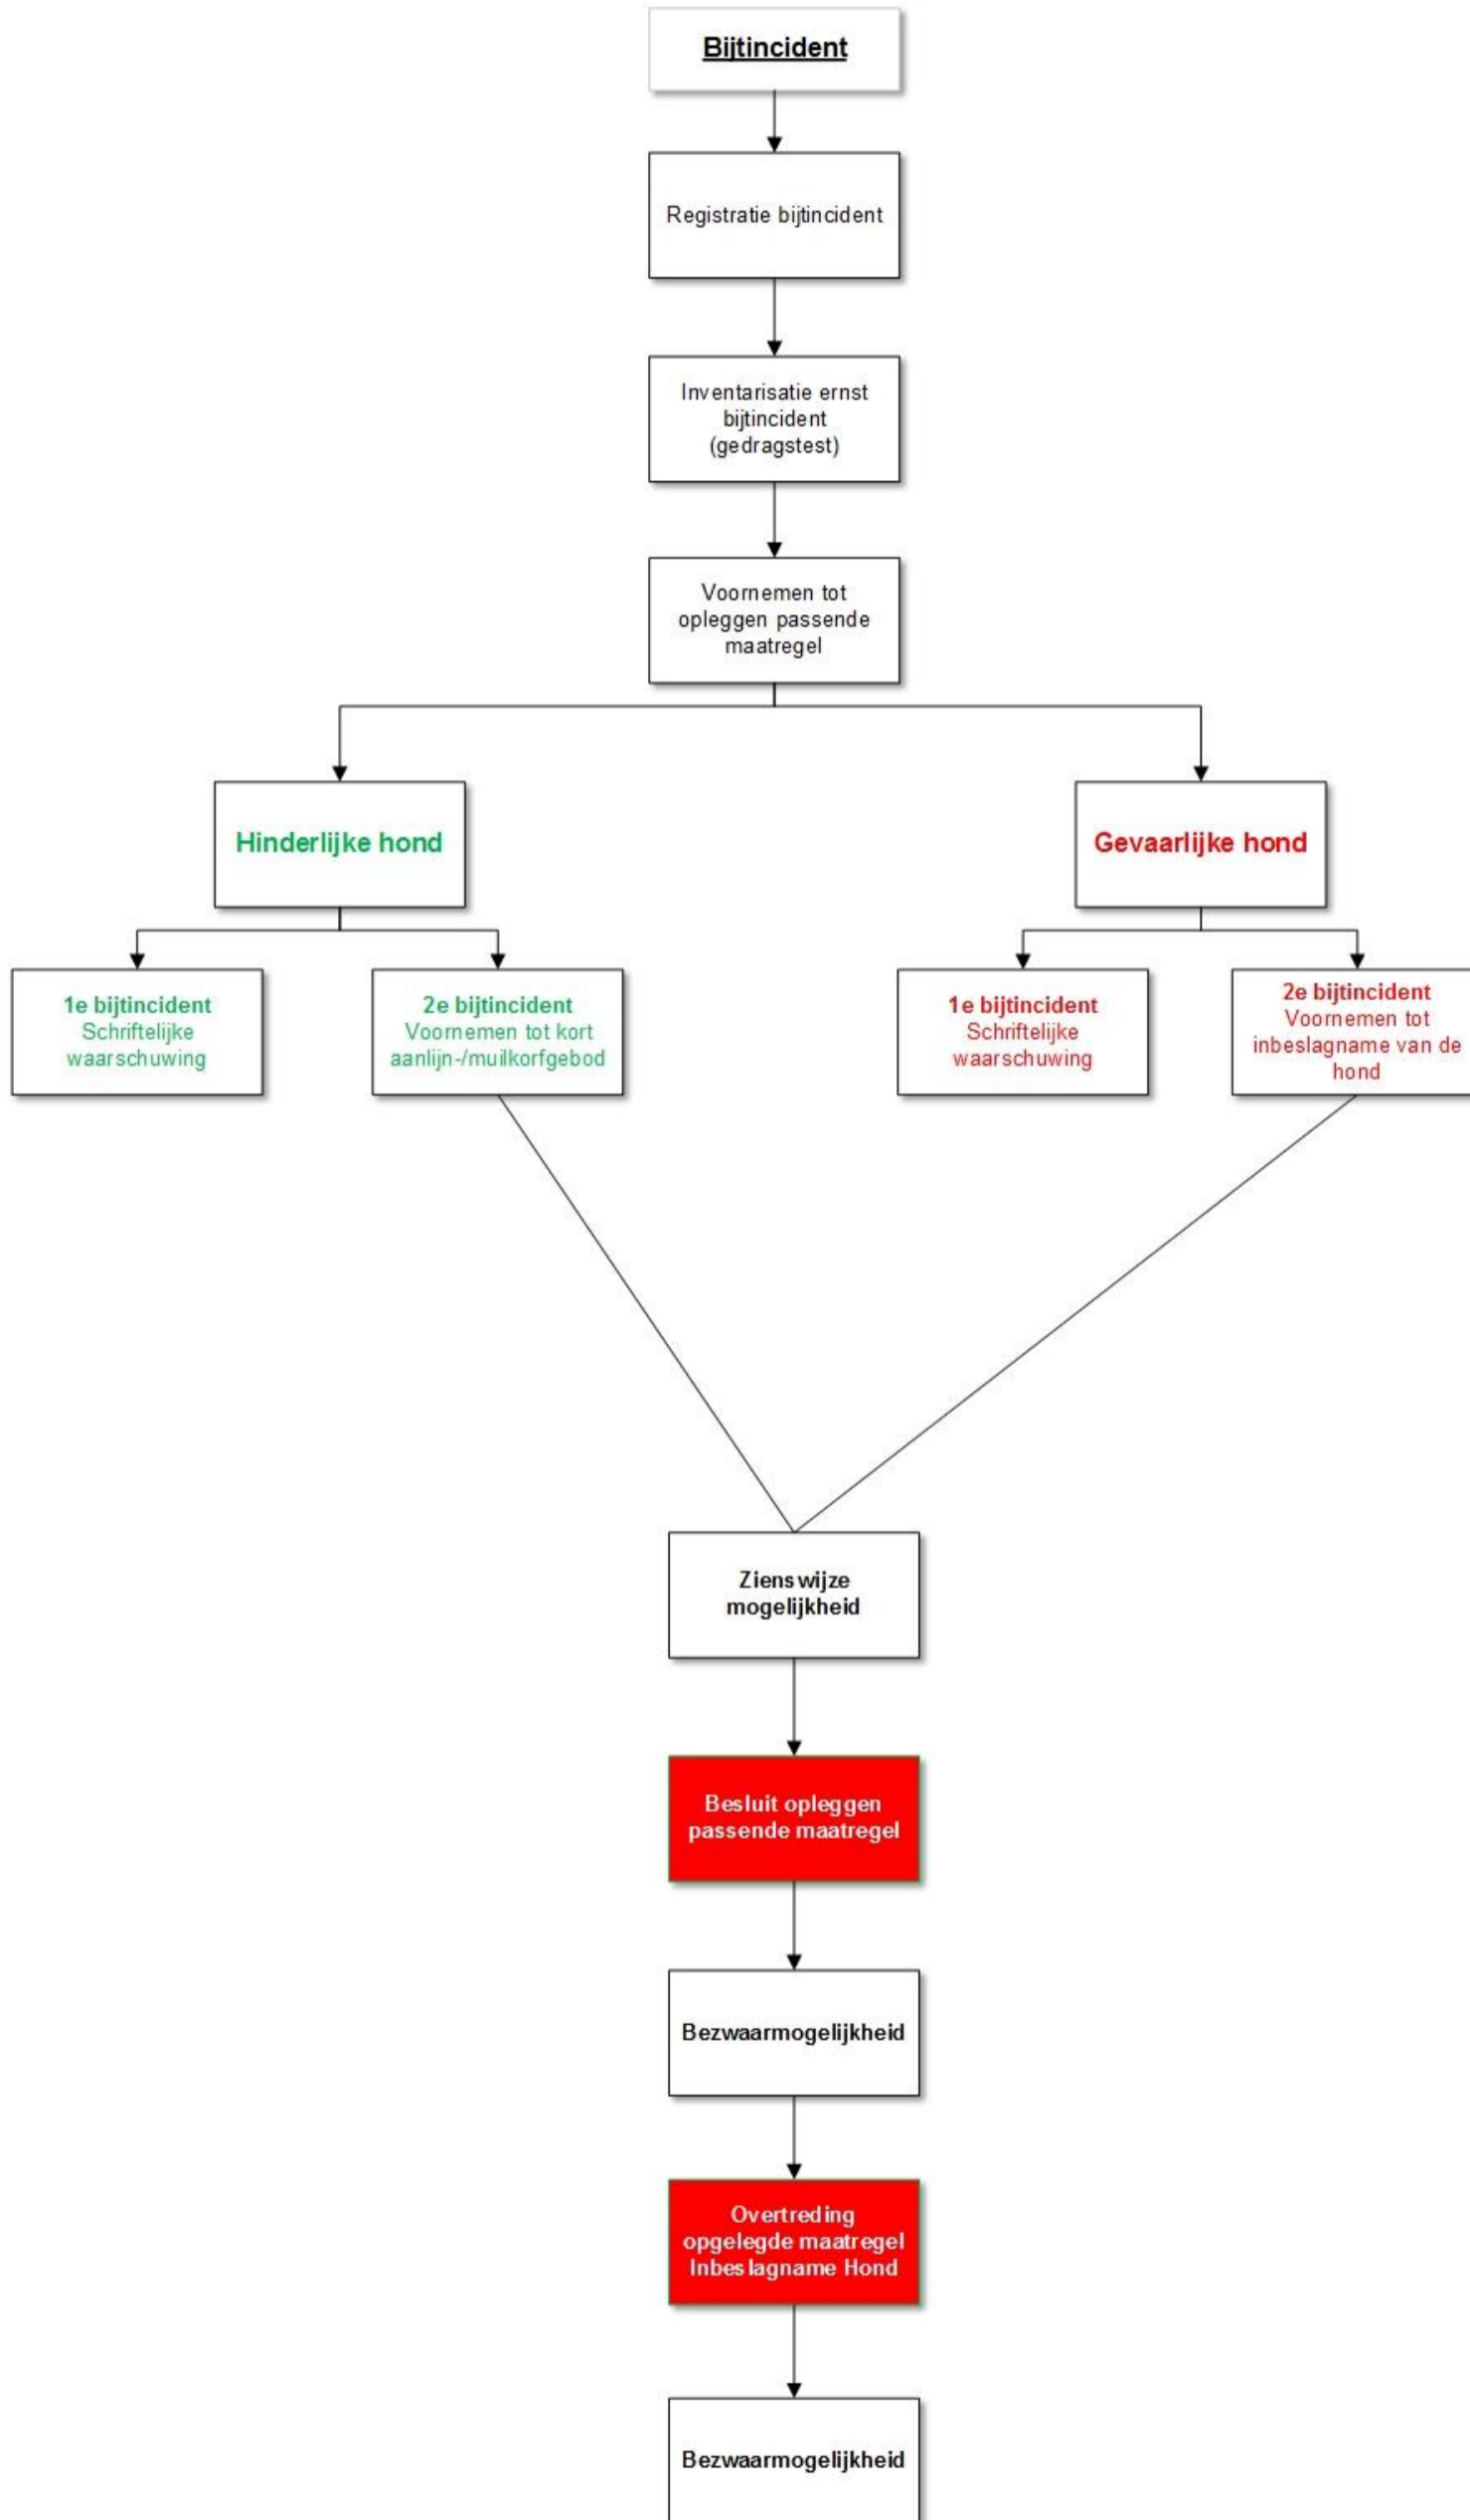 Bijtincident
Registratie bijtincident
Inventarisatie ernst
bijtincident
(gedragstest)
Voornemen tot
opleggen passende
maatregel
Hinderlijke hond
Gevaarlijke hond
1e bijtincident
Schriftelijke
waarschuwing
2e bijtincident
Voornemen tot kort
aanlijn-/muilkorfgebod
1e bijtincident
Schriftelijke
waarschuwing
2e bijtincident
Voornemen tot
inbeslagname van de
hond
Zienswijze
mogelijkheid
Besluit opleggen
passende maatregel
Bezwaarmogelijkheid
Overtreding
opgelegde maatregel
Inbeslagname Hond
Bezwaarmogelijkheid